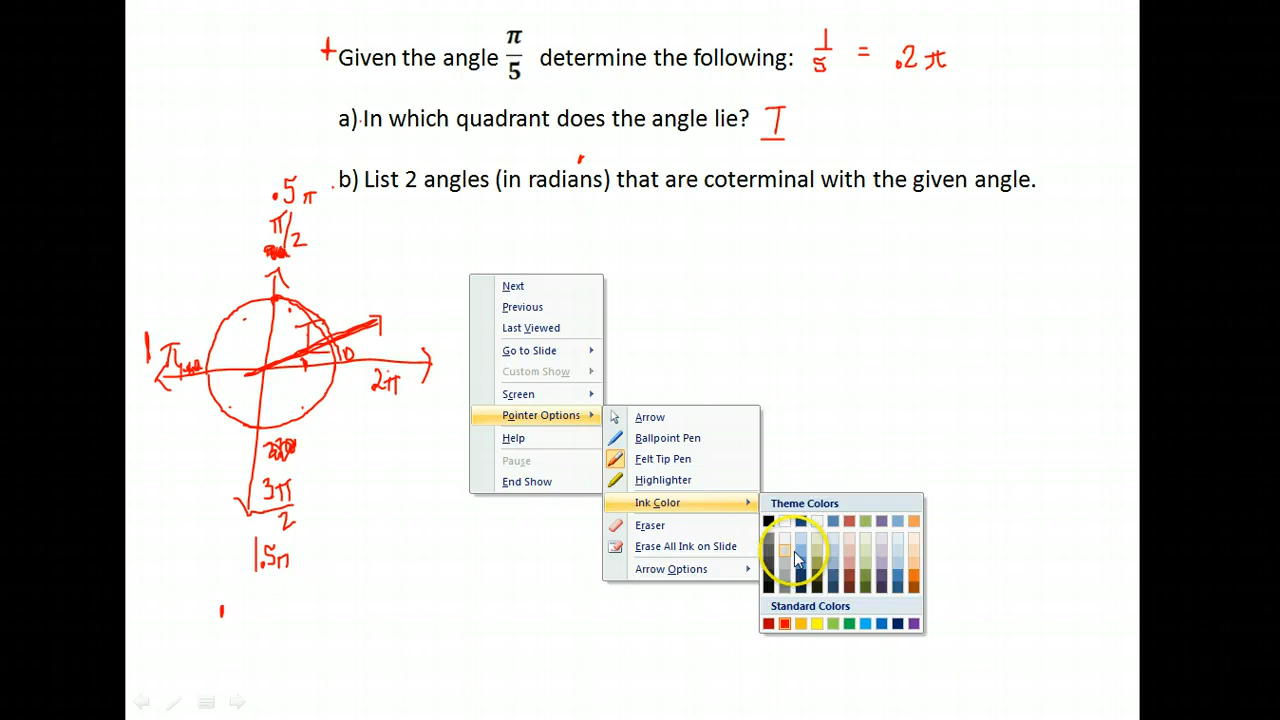 + Given the angle π/5 determine the following: 1/5 = .2π
a) In which quadrant does the angle lie? I
b) List 2 angles (in radians) that are coterminal with the given angle.
.5π
π/2
1 π
0
2π
3π/2
1.5π
Next
Previous
Last Viewed
Go to Slide
Custom Show
Screen
Pointer Options
Help
Pause
End Show
Arrow
Ballpoint Pen
Felt Tip Pen
Highlighter
Ink Color
Eraser
Erase All Ink on Slide
Arrow Options
Theme Colors
Standard Colors